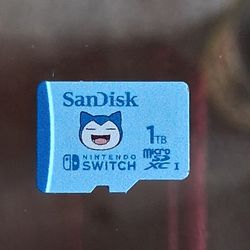 SanDisk
1TB
NINTENDO
SWITCH
micro
SD
XC I